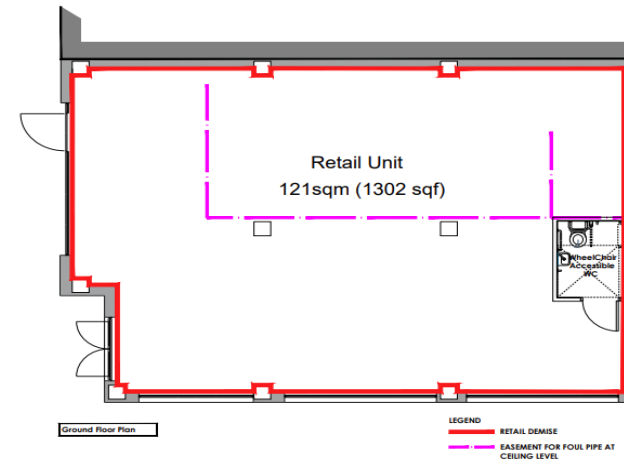 Retail Unit
121sqm (1302 sqf)
WheelChair
Accessible
WC
Ground Floor Plan
LEGEND
RETAIL DEMISE
EASEMENT FOR FOUL PIPE AT
CEILING LEVEL